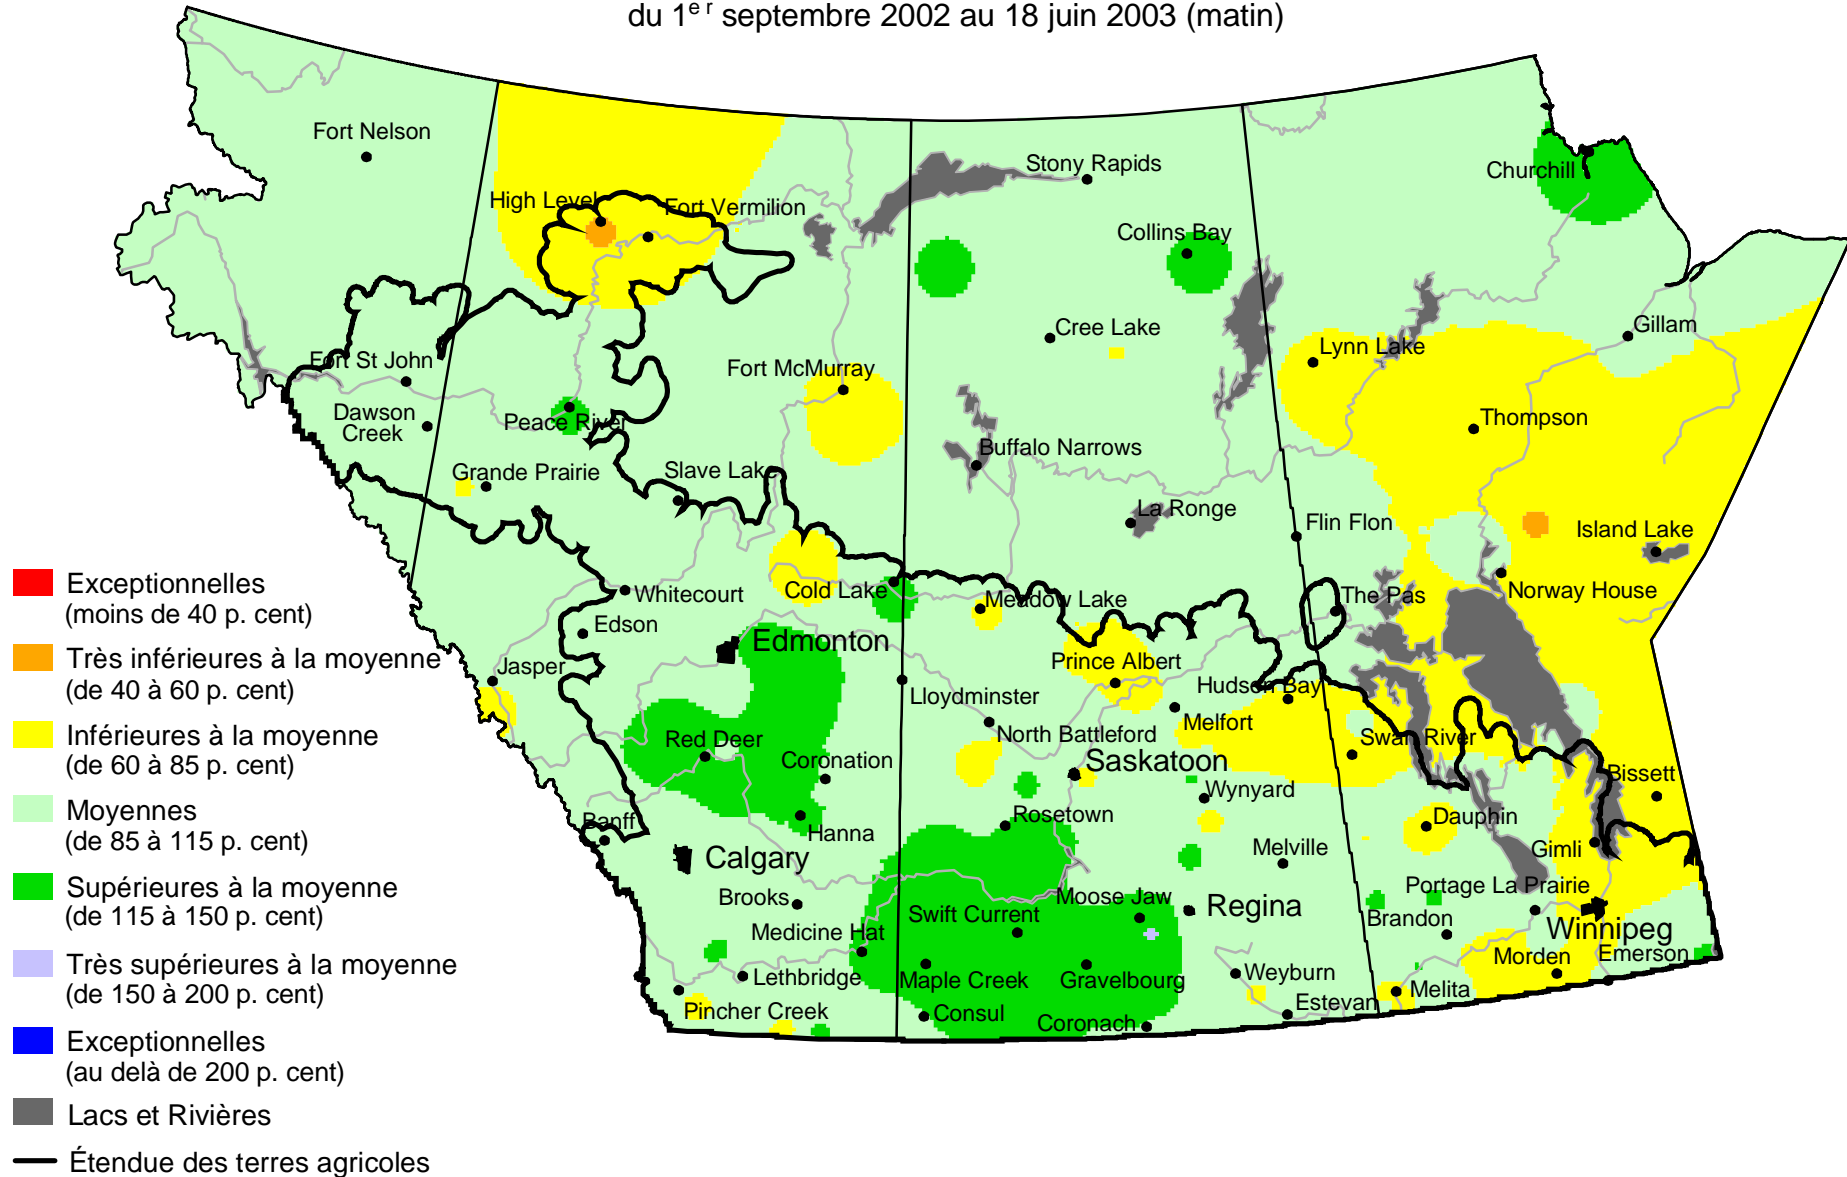 du 1er septembre 2002 au 18 juin 2003 (matin)
Fort Nelson
Stony Rapids
Churchill
High Level
Fort Vermilion
Collins Bay
Cree Lake
Gillam
Lynn Lake
Fort St John
Fort McMurray
Dawson
Creek
Peace River
Thompson
Buffalo Narrows
Grande Prairie
Slave Lake
La Ronge
Flin Flon
Island Lake
Whitecourt
Cold Lake
Meadow Lake
The Pas
Norway House
Edson
Edmonton
Jasper
Prince Albert
Hudson Bay
Lloydminster
Melfort
North Battleford
Red Deer
Swan River
Coronation
Saskatoon
Bissett
Wynyard
Rosetown
Dauphin
Banff
Hanna
Gimli
Calgary
Melville
Portage La Prairie
Brooks
Moose Jaw
Regina
Swift Current
Brandon
Medicine Hat
Winnipeg
Morden
Emerson
Lethbridge
Maple Creek
Gravelbourg
Weyburn
Melita
Pincher Creek
Consul
Coronach
Estevan
Exceptionnelles
(moins de 40 p. cent)
Très inférieures à la moyenne
(de 40 à 60 p. cent)
Inférieures à la moyenne
(de 60 à 85 p. cent)
Moyennes
(de 85 à 115 p. cent)
Supérieures à la moyenne
(de 115 à 150 p. cent)
Très supérieures à la moyenne
(de 150 à 200 p. cent)
Exceptionnelles
(au delà de 200 p. cent)
Lacs et Rivières
Étendue des terres agricoles